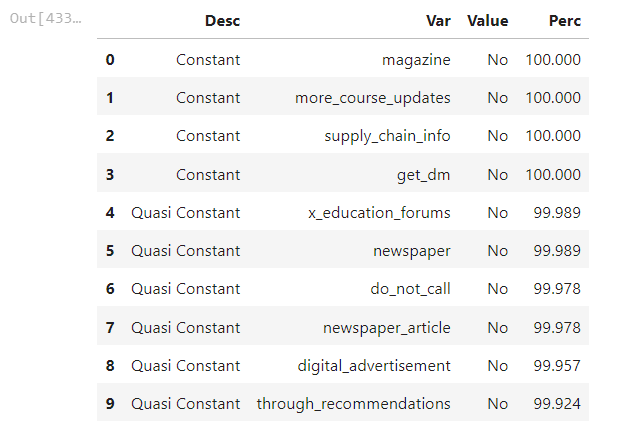 Out[433...
Desc Var Value Perc
0 Constant magazine No 100.000
1 Constant more_course_updates No 100.000
2 Constant supply_chain_info No 100.000
3 Constant get_dm No 100.000
4 Quasi Constant x_education_forums No 99.989
5 Quasi Constant newspaper No 99.989
6 Quasi Constant do_not_call No 99.978
7 Quasi Constant newspaper_article No 99.978
8 Quasi Constant digital_advertisement No 99.957
9 Quasi Constant through_recommendations No 99.924